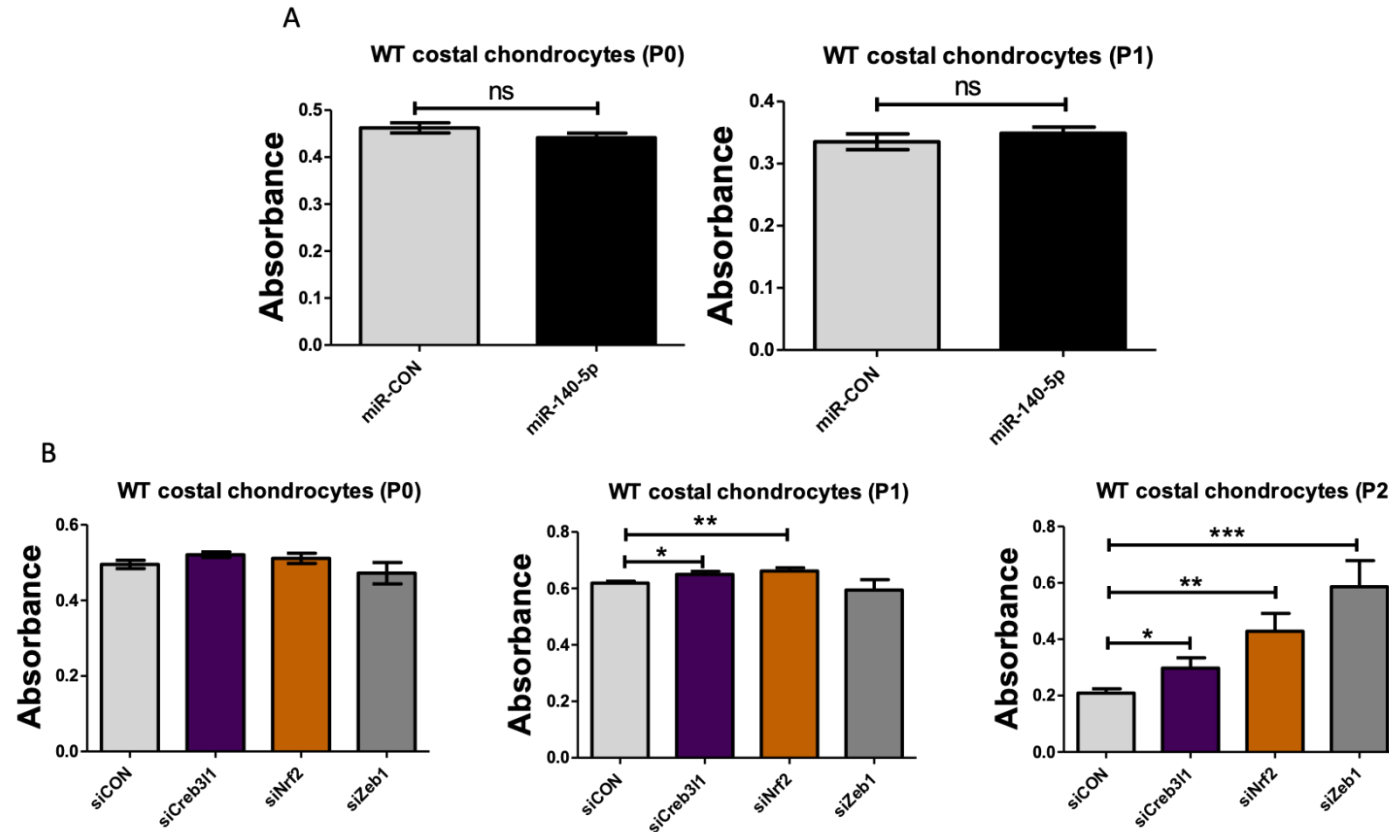 A
WT costal chondrocytes (P0)
ns
Absorbance
0.5
0.4
0.3
0.2
0.1
0.0
miR-CON
miR-140-5p
WT costal chondrocytes (P1)
ns
Absorbance
0.4
0.3
0.2
0.1
0.0
miR-CON
miR-140-5p
B
WT costal chondrocytes (P0)
Absorbance
0.6
0.4
0.2
0.0
siCON
siCreb3l1
siNrf2
siZeb1
WT costal chondrocytes (P1)
**
*
Absorbance
0.8
0.6
0.4
0.2
0.0
siCON
siCreb3l1
siNrf2
siZeb1
WT costal chondrocytes (P2
***
**
*
Absorbance
0.8
0.6
0.4
0.2
0.0
siCON
siCreb3l1
siNrf2
siZeb1